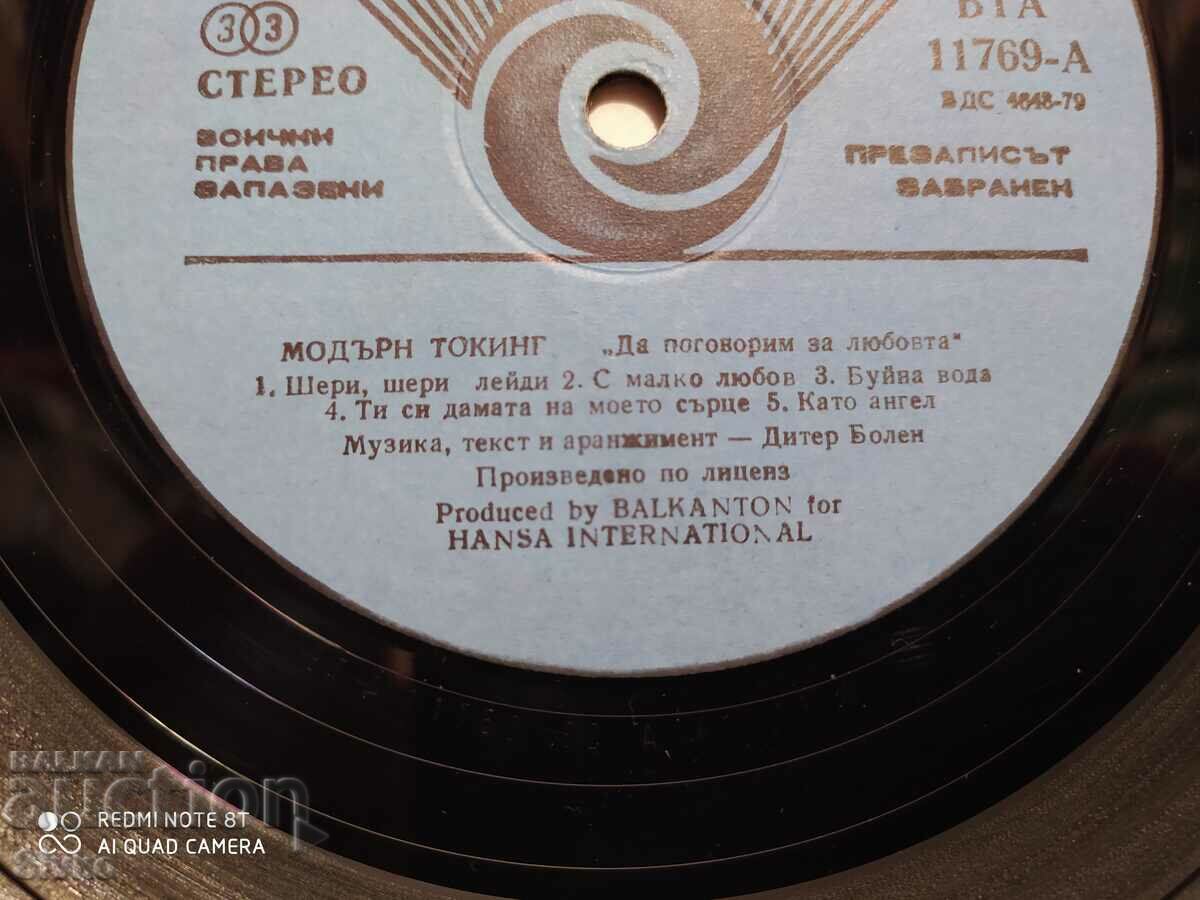 33
СТЕРЕО
ВСИЧКИ
ПРАВА
ЗАПАЗЕНИ
ВТА
11769-А
БДС 4848-79
ПРЕЗАПИСЪТ
ЗАБРАНЕН
МОДЪРН ТОКИНГ „Да поговорим за любовта“
1. Шери, шери лейди 2. С малко любов 3. Буйна вода
4. Ти си дамата на моето сърце 5. Като ангел
Музика, текст и аранжимент — Дитер Болен
Произведено по лиценз
Produced by BALKANTON for
HANSA INTERNATIONAL
BALKAN
auction
REDMI NOTE 8T
AI QUAD CAMERA